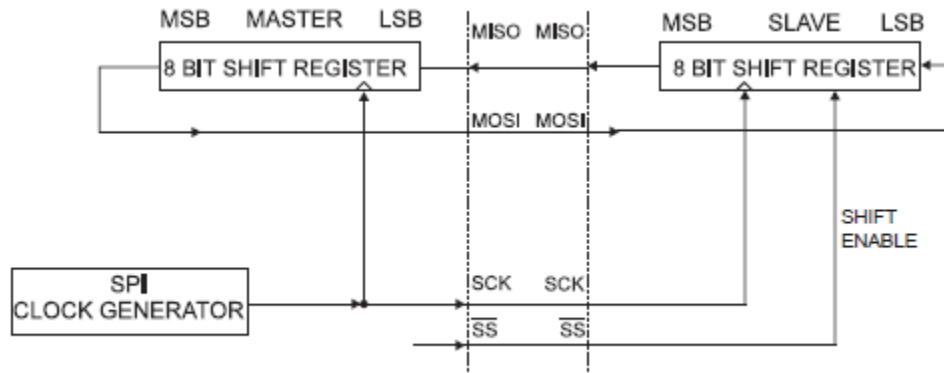 MSB MASTER LSB
8 BIT SHIFT REGISTER
MISO MISO
MSB SLAVE LSB
8 BIT SHIFT REGISTER
MOSI MOSI
SHIFT
ENABLE
SPI
CLOCK GENERATOR
SCK SCK
SS SS